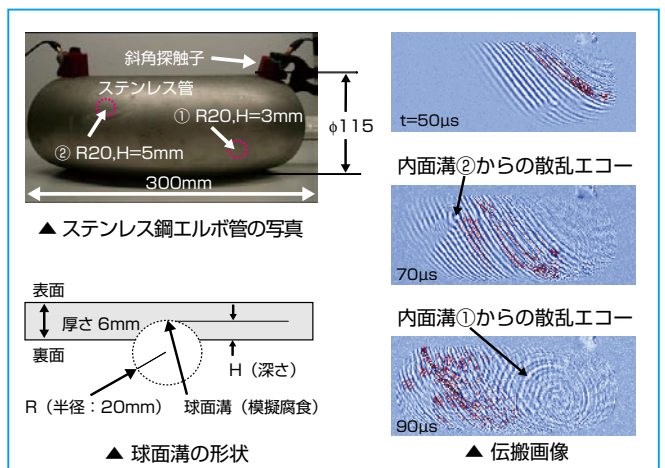 斜角探触子
ステンレス管
① R20,H=3mm
② R20,H=5mm
φ115
300mm
▲ ステンレス鋼エルボ管の写真
表面
厚さ 6mm
裏面
H(深さ)
R(半径:20mm)
球面溝(模擬腐食)
▲ 球面溝の形状
t=50μs
内面溝②からの散乱エコー
70μs
内面溝①からの散乱エコー
90μs
▲ 伝搬画像